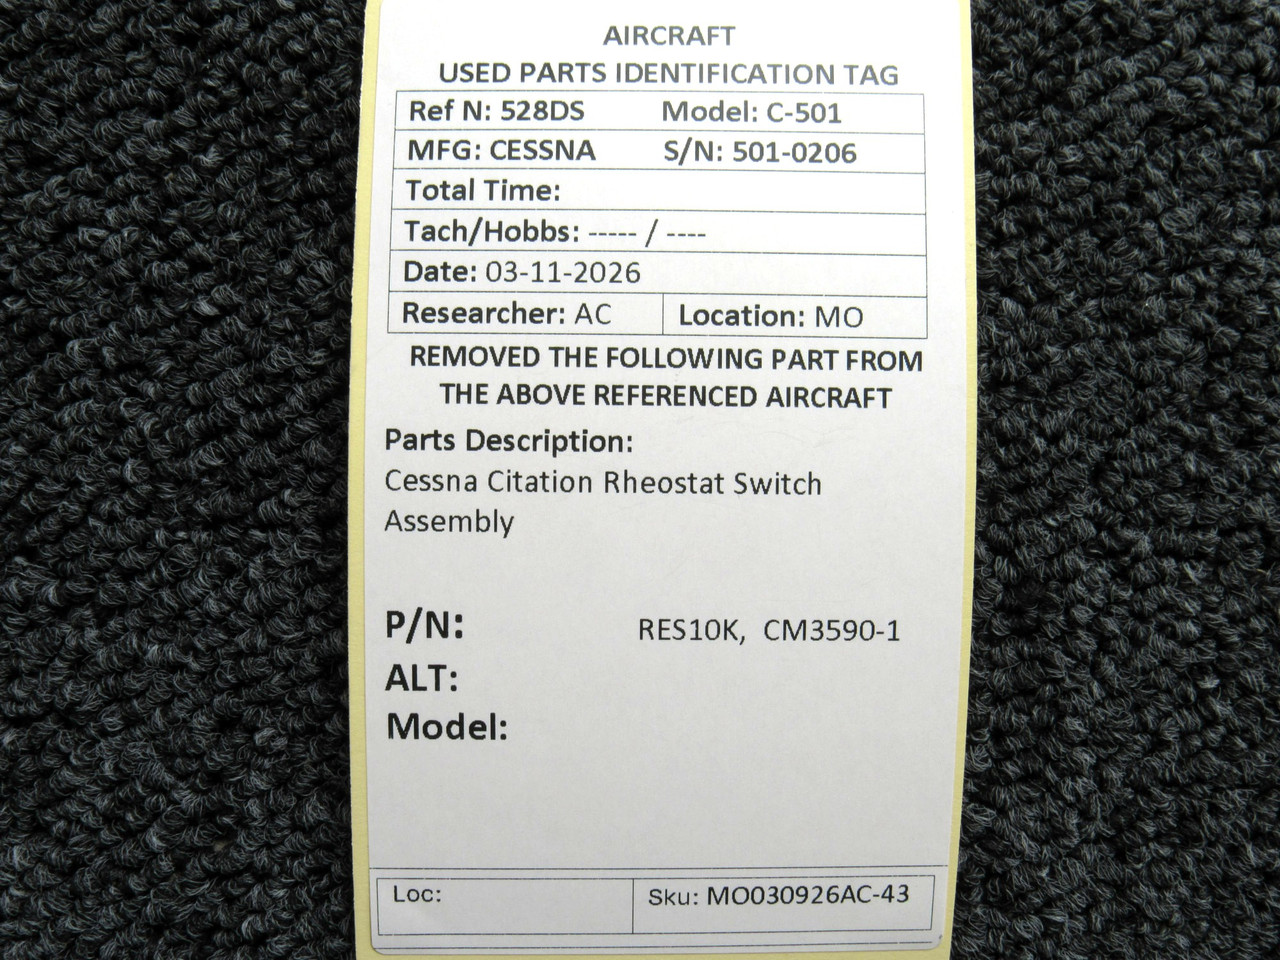 AIRCRAFT
USED PARTS IDENTIFICATION TAG
Ref N: 528DS Model: C-501
MFG: CESSNA S/N: 501-0206
Total Time:
Tach/Hobbs: ----- / ----
Date: 03-11-2026
Researcher: AC Location: MO
REMOVED THE FOLLOWING PART FROM
THE ABOVE REFERENCED AIRCRAFT
Parts Description:
Cessna Citation Rheostat Switch
Assembly
P/N: RES10K, CM3590-1
ALT:
Model:
Loc: Sku: MO030926AC-43